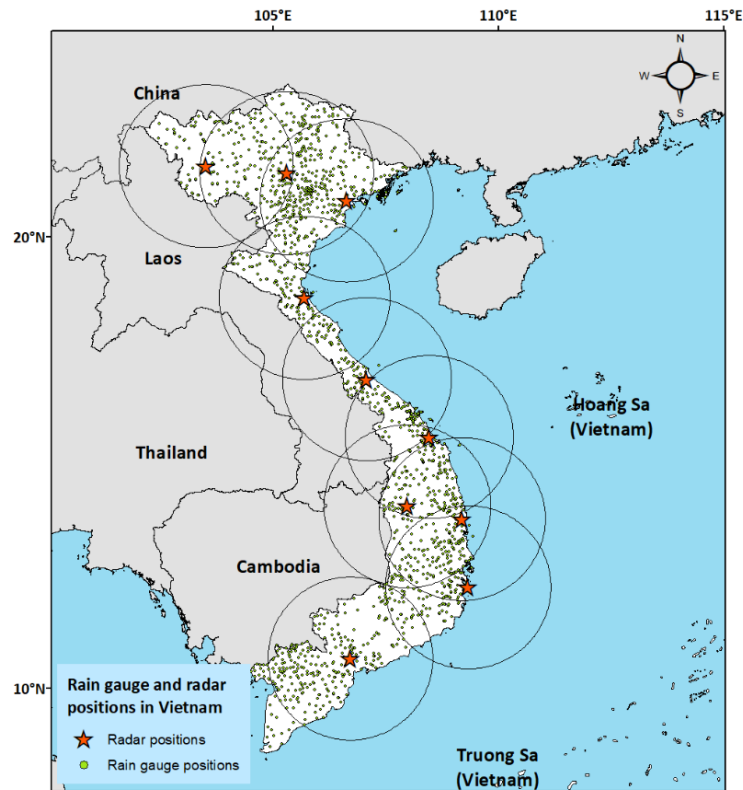 105°E 110°E 115°E
N
W E
S
China
20°N
Laos
Hoang Sa
(Vietnam)
Thailand
Cambodia
10°N
Rain gauge and radar
positions in Vietnam
Radar positions
Rain gauge positions
Truong Sa
(Vietnam)